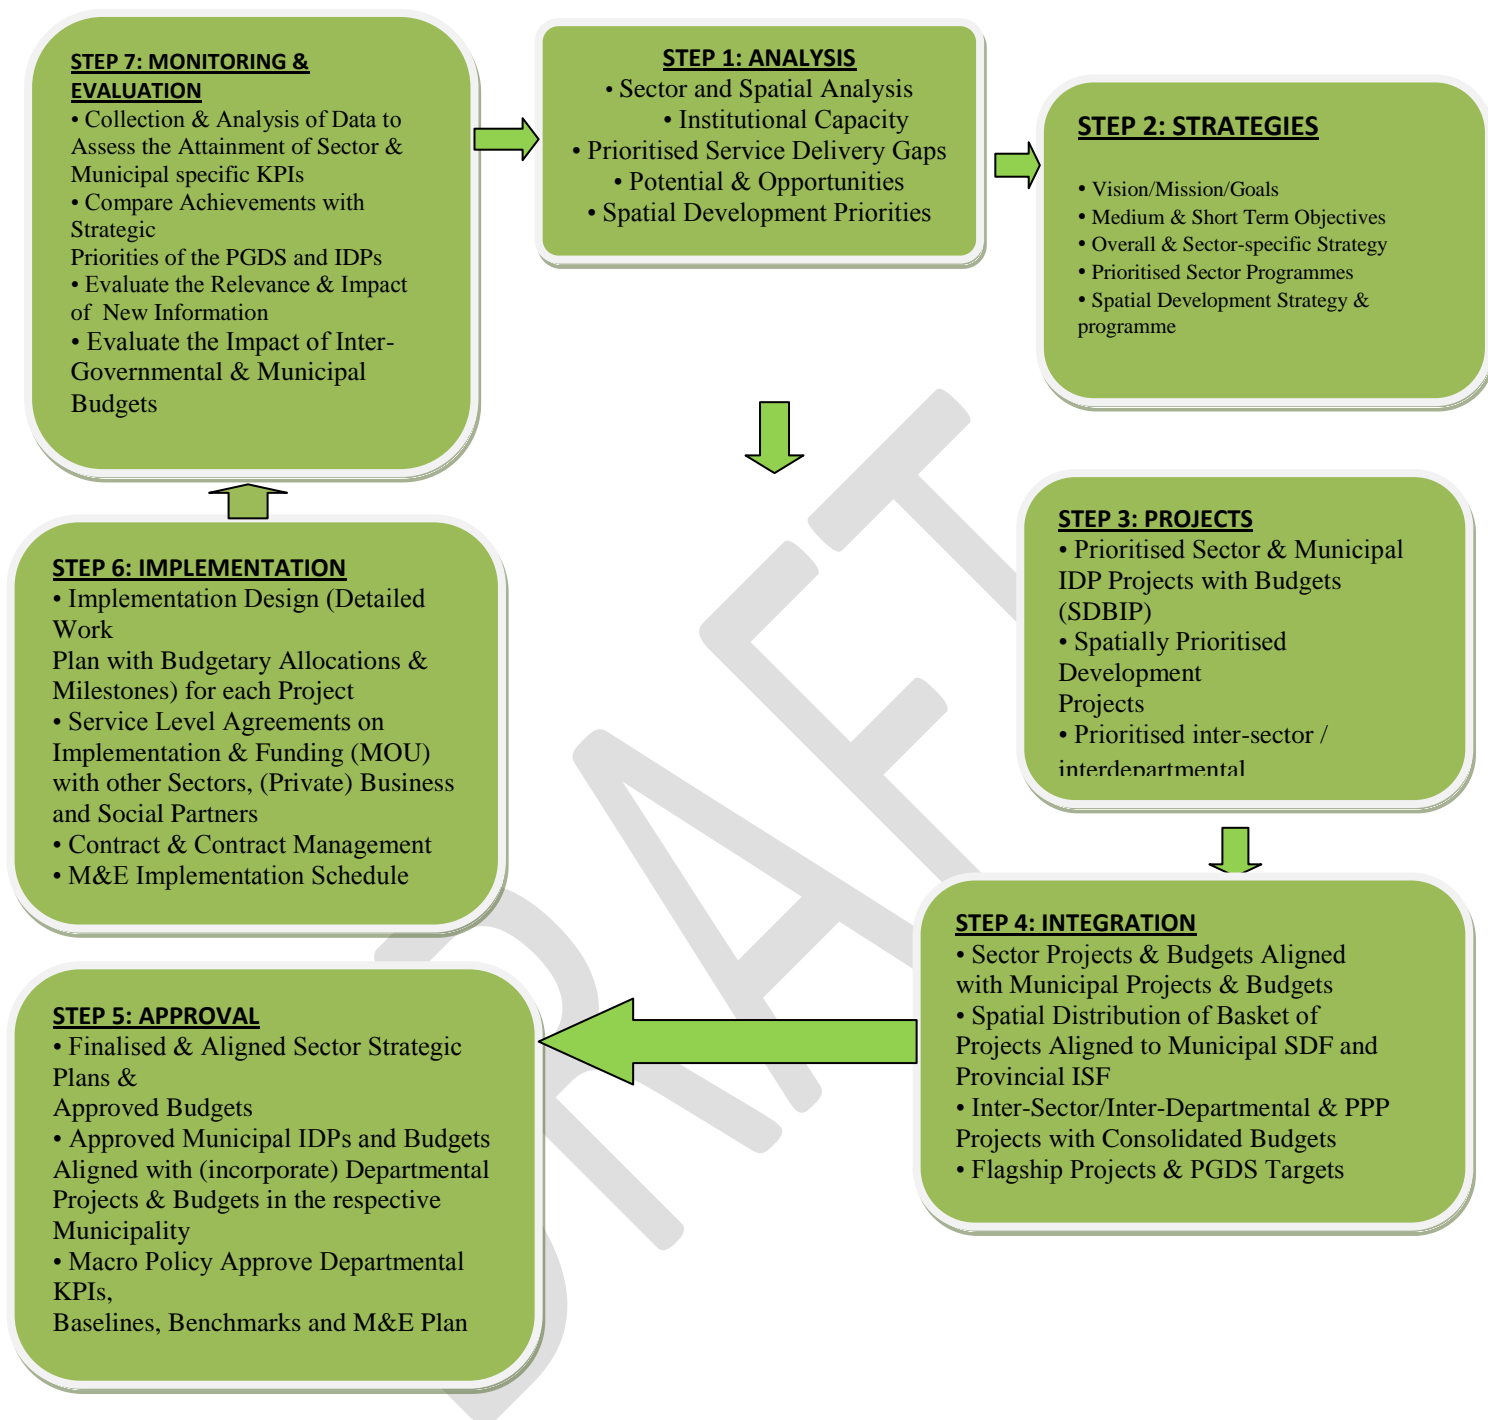 STEP 1: ANALYSIS
• Sector and Spatial Analysis
• Institutional Capacity
• Prioritised Service Delivery Gaps
• Potential & Opportunities
• Spatial Development Priorities
STEP 2: STRATEGIES
• Vision/Mission/Goals
• Medium & Short Term Objectives
• Overall & Sector-specific Strategy
• Prioritised Sector Programmes
• Spatial Development Strategy &
programme
STEP 3: PROJECTS
• Prioritised Sector & Municipal
IDP Projects with Budgets
(SDBIP)
• Spatially Prioritised
Development
Projects
• Prioritised inter-sector /
interdepartmental
STEP 4: INTEGRATION
• Sector Projects & Budgets Aligned
with Municipal Projects & Budgets
• Spatial Distribution of Basket of
Projects Aligned to Municipal SDF and
Provincial ISF
• Inter-Sector/Inter-Departmental & PPP
Projects with Consolidated Budgets
• Flagship Projects & PGDS Targets
STEP 5: APPROVAL
• Finalised & Aligned Sector Strategic
Plans &
Approved Budgets
• Approved Municipal IDPs and Budgets
Aligned with (incorporate) Departmental
Projects & Budgets in the respective
Municipality
• Macro Policy Approve Departmental
KPIs,
Baselines, Benchmarks and M&E Plan
STEP 6: IMPLEMENTATION
• Implementation Design (Detailed
Work
Plan with Budgetary Allocations &
Milestones) for each Project
• Service Level Agreements on
Implementation & Funding (MOU)
with other Sectors, (Private) Business
and Social Partners
• Contract & Contract Management
• M&E Implementation Schedule
STEP 7: MONITORING &
EVALUATION
• Collection & Analysis of Data to
Assess the Attainment of Sector &
Municipal specific KPIs
• Compare Achievements with
Strategic
Priorities of the PGDS and IDPs
• Evaluate the Relevance & Impact
of New Information
• Evaluate the Impact of Inter-
Governmental & Municipal
Budgets
DRAFT